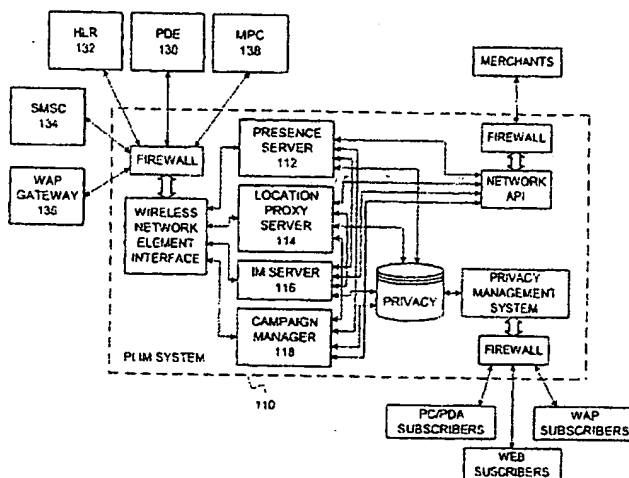 HLR
132
PDE
130
MPC
138
MERCHANTS
SMSC
134
FIREWALL
PRESENCE
SERVER
112
FIREWALL
WAP
GATEWAY
136
WIRELESS
NETWORK
ELEMENT
INTERFACE
LOCATION
PROXY
SERVER
114
NETWORK
API
IM SERVER
116
PRIVACY
PRIVACY
MANAGEMENT
SYSTEM
CAMPAIGN
MANAGER
118
PLIM SYSTEM
FIREWALL
110
PC/PDA
SUBSCRIBERS
WAP
SUBSCRIBERS
WEB
SUSCRIBERS